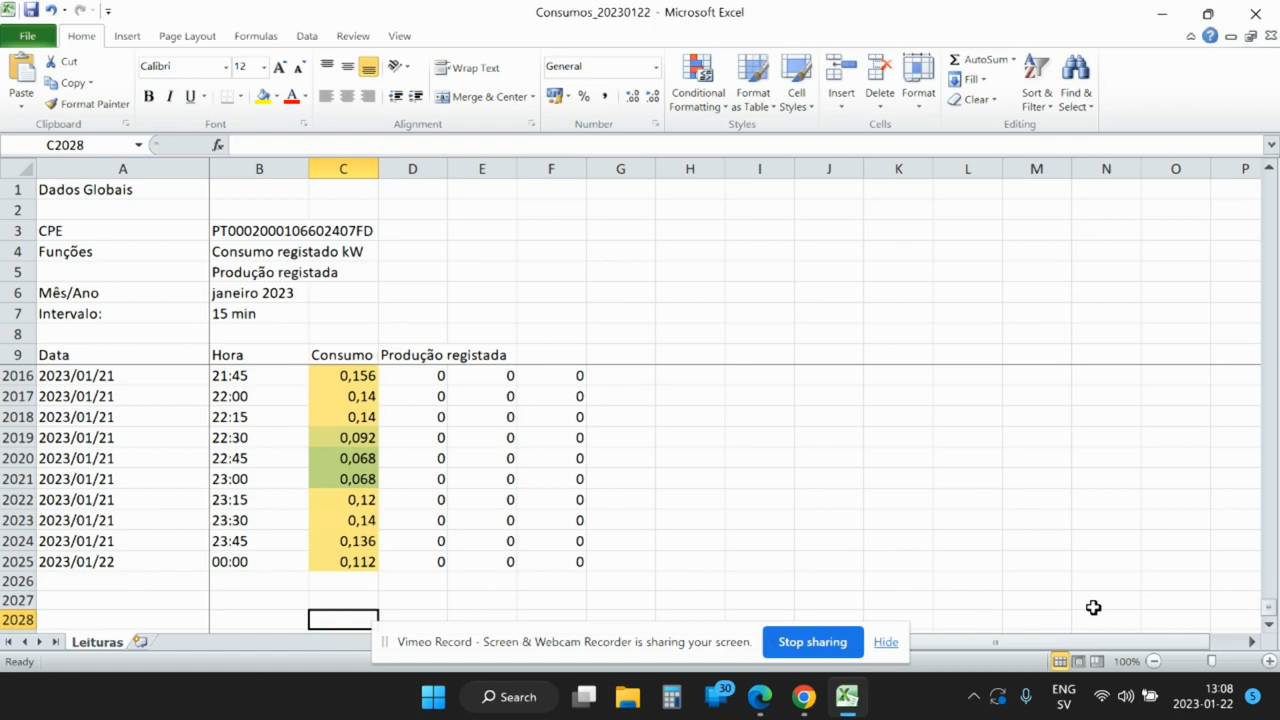 Consumos_20230122 - Microsoft Excel
File Home Insert Page Layout Formulas Data Review View
Paste Cut Copy Format Painter Clipboard
Calibri 12 B I U A A A Font
Wrap Text Merge & Center Alignment
General % , Number
Conditional Formatting Format as Table Cell Styles Styles
Insert Delete Format Cells
Σ AutoSum Fill Clear Sort & Filter Find & Select Editing
C2028 fx
A B C D E F G H I J K L M N O P
1 Dados Globais
2
3 CPE PT0002000106602407FD
4 Funções Consumo registado kW
5 Produção registada
6 Mês/Ano janeiro 2023
7 Intervalo: 15 min
8
9 Data Hora Consumo Produção registada
2016 2023/01/21 21:45 0,156 0 0 0
2017 2023/01/21 22:00 0,14 0 0 0
2018 2023/01/21 22:15 0,14 0 0 0
2019 2023/01/21 22:30 0,092 0 0 0
2020 2023/01/21 22:45 0,068 0 0 0
2021 2023/01/21 23:00 0,068 0 0 0
2022 2023/01/21 23:15 0,12 0 0 0
2023 2023/01/21 23:30 0,14 0 0 0
2024 2023/01/21 23:45 0,136 0 0 0
2025 2023/01/22 00:00 0,112 0 0 0
2026
2027
2028
Leituras
Vimeo Record - Screen & Webcam Recorder is sharing your screen. Stop sharing Hide
Ready 100%
Search 30 ENG SV 13:08 2023-01-22 5